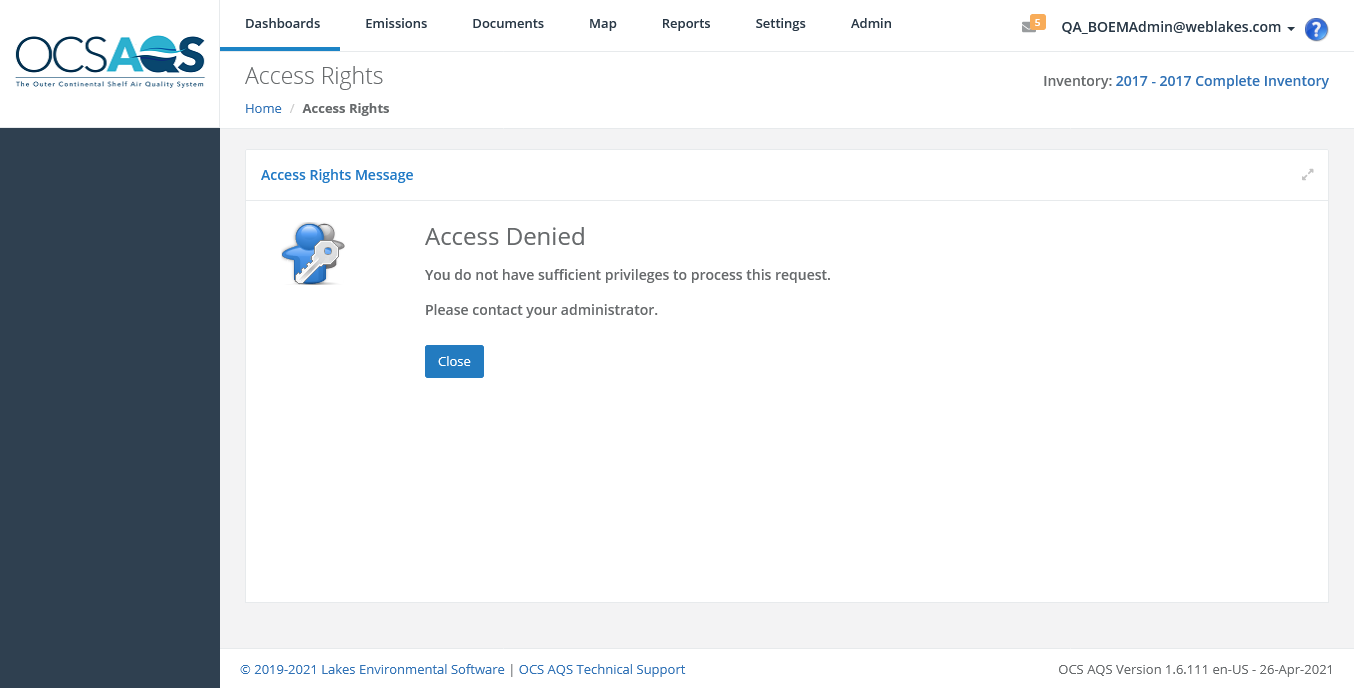 OCSAQS
The Outer Continental Shelf Air Quality System
Dashboards Emissions Documents Map Reports Settings Admin
5 QA_BOEMAdmin@weblakes.com ?
Access Rights
Inventory: 2017 - 2017 Complete Inventory
Home / Access Rights
Access Rights Message
Access Denied
You do not have sufficient privileges to process this request.
Please contact your administrator.
Close
© 2019-2021 Lakes Environmental Software | OCS AQS Technical Support
OCS AQS Version 1.6.111 en-US - 26-Apr-2021